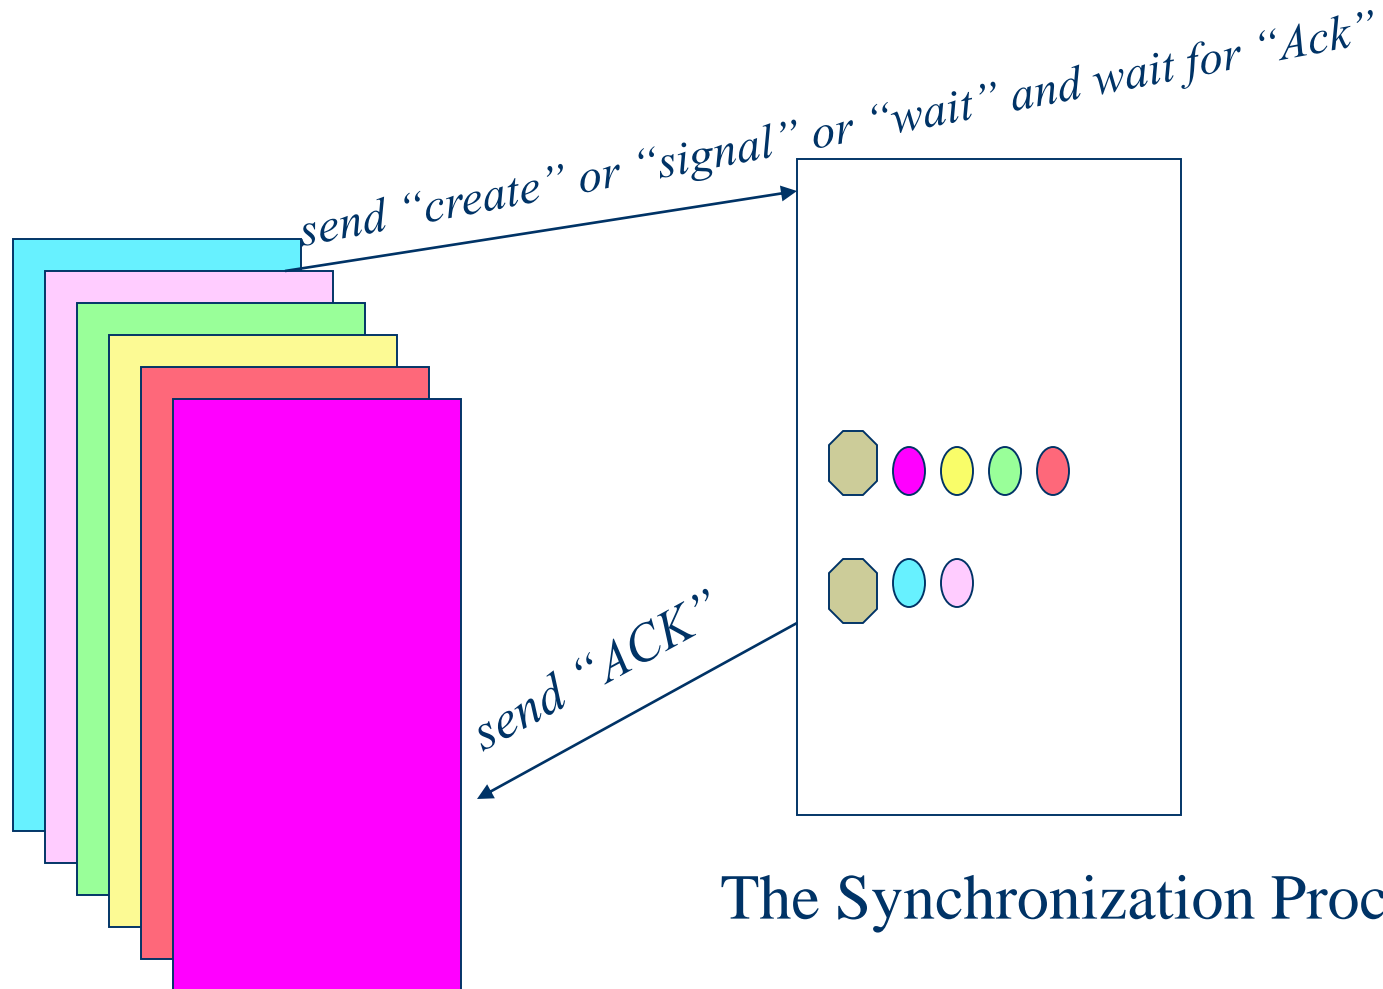 send “create” or “signal” or “wait” and wait for “Ack”
send “ACK”
The Synchronization Proc